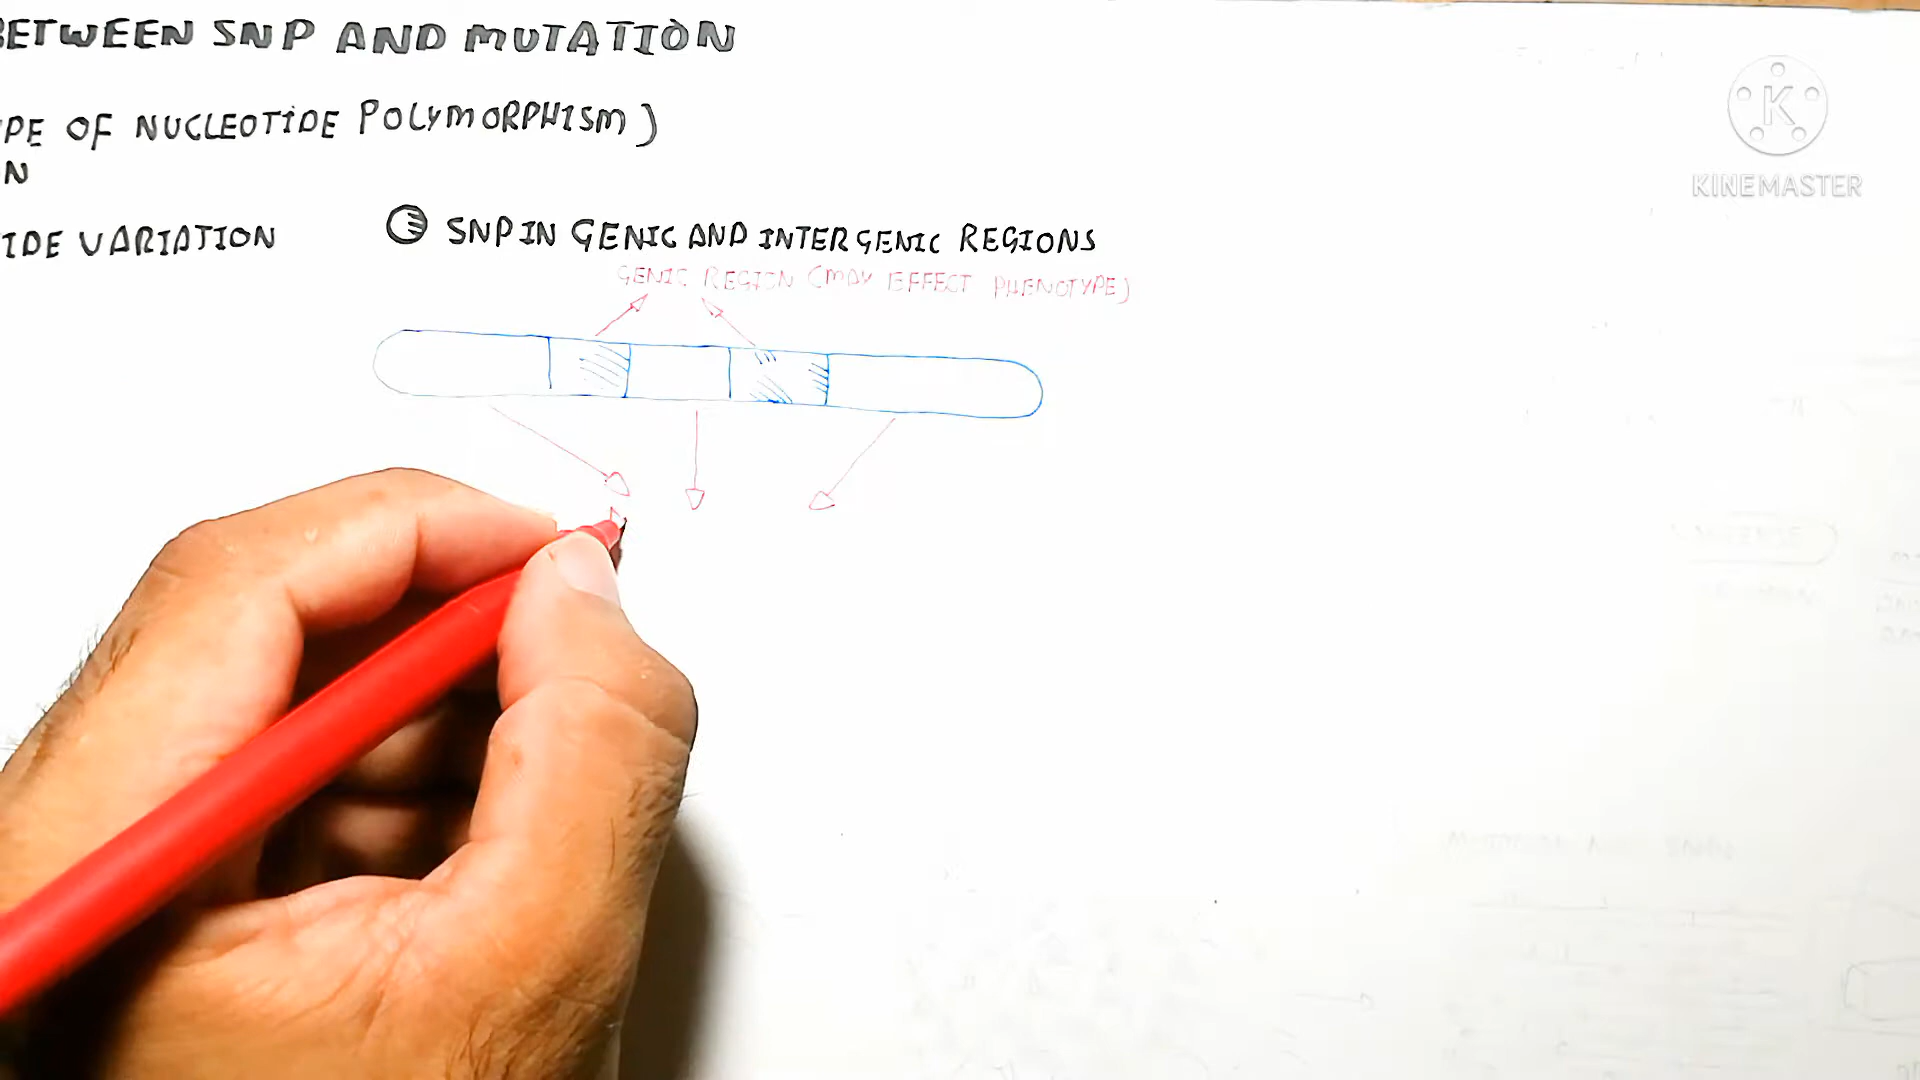 BETWEEN SNP AND MUTATION
PE OF NUCLEOTIDE POLYMORPHISM)
N
IDE VARIATION
SNP IN GENIC AND INTERGENIC REGIONS
GENIC REGION (MAY EFFECT PHENOTYPE)
K
KINEMASTER